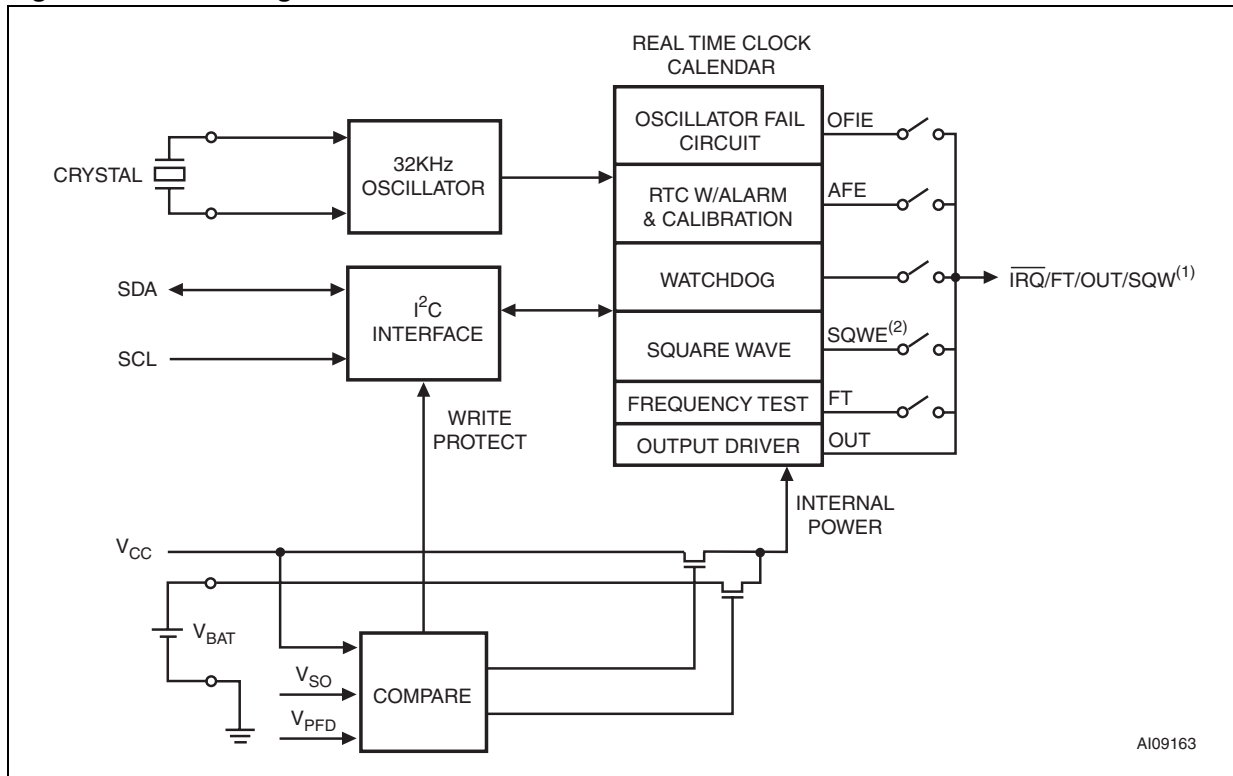 REAL TIME CLOCK
CALENDAR
OSCILLATOR FAIL
CIRCUIT
OFIE
CRYSTAL
32KHz
OSCILLATOR
RTC W/ALARM
& CALIBRATION
AFE
SDA
SCL
I2C
INTERFACE
WATCHDOG
IRQ/FT/OUT/SQW(1)
SQUARE WAVE
SQWE(2)
FREQUENCY TEST
FT
OUTPUT DRIVER
OUT
WRITE
PROTECT
INTERNAL
POWER
VCC
VBAT
VSO
VPFD
COMPARE
AI09163